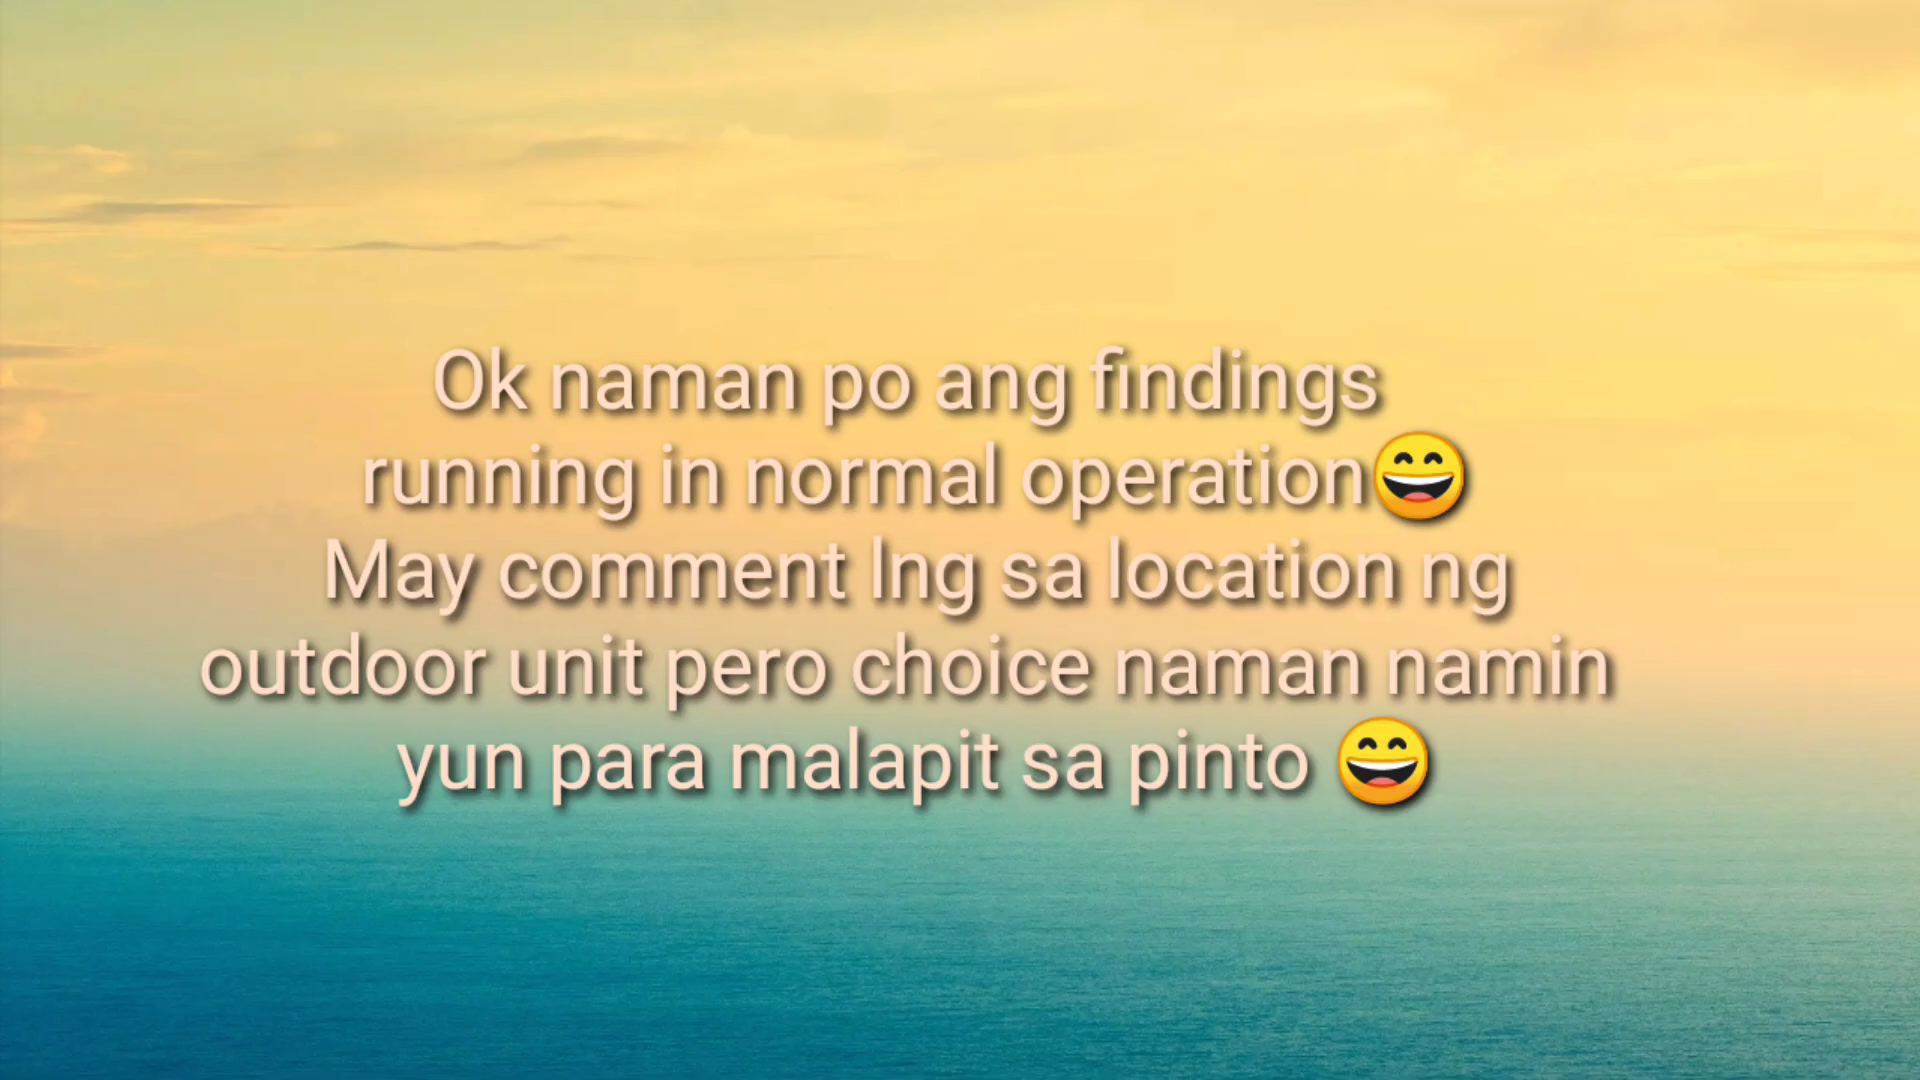 Ok naman po ang findings
running in normal operation😄
May comment lng sa location ng
outdoor unit pero choice naman namin
yun para malapit sa pinto 😄